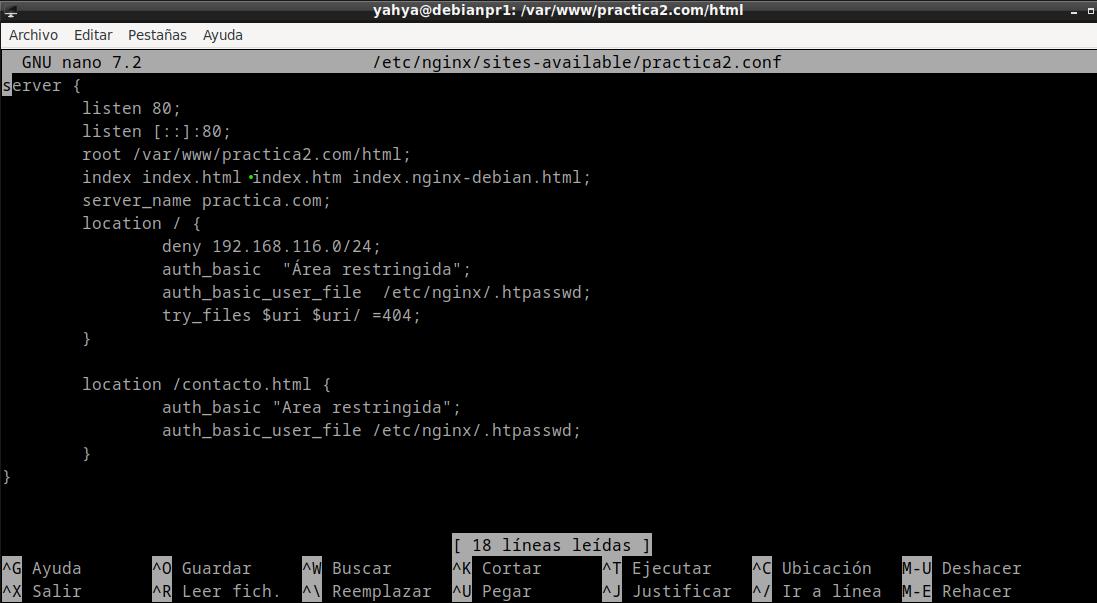 yahya@debianpr1: /var/www/practica2.com/html
Archivo Editar Pestañas Ayuda
GNU nano 7.2 /etc/nginx/sites-available/practica2.conf
server {
listen 80;
listen [::]:80;
root /var/www/practica2.com/html;
index index.html index.htm index.nginx-debian.html;
server_name practica.com;
location / {
deny 192.168.116.0/24;
auth_basic "Área restringida";
auth_basic_user_file /etc/nginx/.htpasswd;
try_files $uri $uri/ =404;
}
location /contacto.html {
auth_basic "Area restringida";
auth_basic_user_file /etc/nginx/.htpasswd;
}
}
[ 18 líneas leídas ]
^G Ayuda ^O Guardar ^W Buscar ^K Cortar ^T Ejecutar ^C Ubicación M-U Deshacer
^X Salir ^R Leer fich. ^\ Reemplazar ^U Pegar ^J Justificar ^/ Ir a línea M-E Rehacer